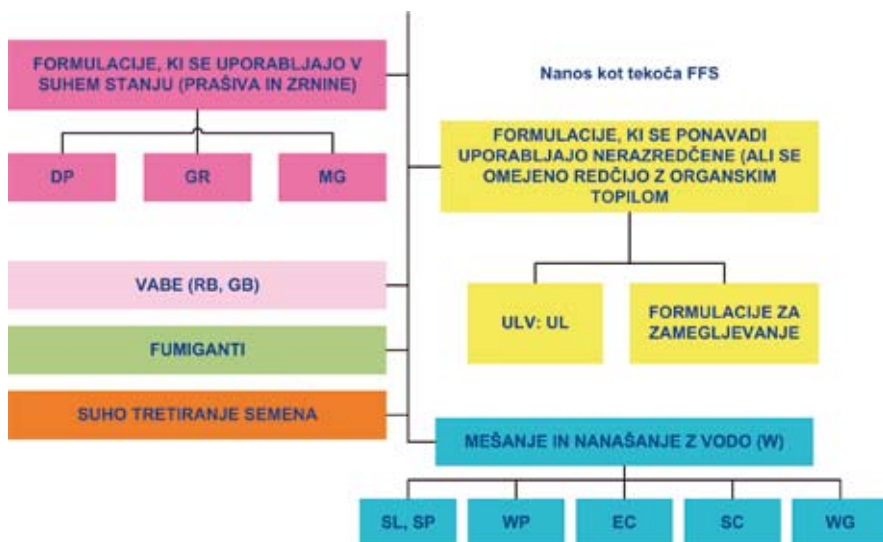 FORMULACIJE, KI SE UPORABLJAJO V
SUHEM STANJU (PRAŠIVA IN ZRNINE)
DP
GR
MG
VABE (RB, GB)
FUMIGANTI
SUHO TRETIRANJE SEMENA
Nanos kot tekoča FFS
FORMULACIJE, KI SE PONAVADI
UPORABLJAJO NERAZREDČENE (ALI SE
OMEJENO REDČIJO Z ORGANSKIM
TOPILOM
ULV: UL
FORMULACIJE ZA
ZAMEGLJEVANJE
MEŠANJE IN NANAŠANJE Z VODO (W)
SL, SP
WP
EC
SC
WG